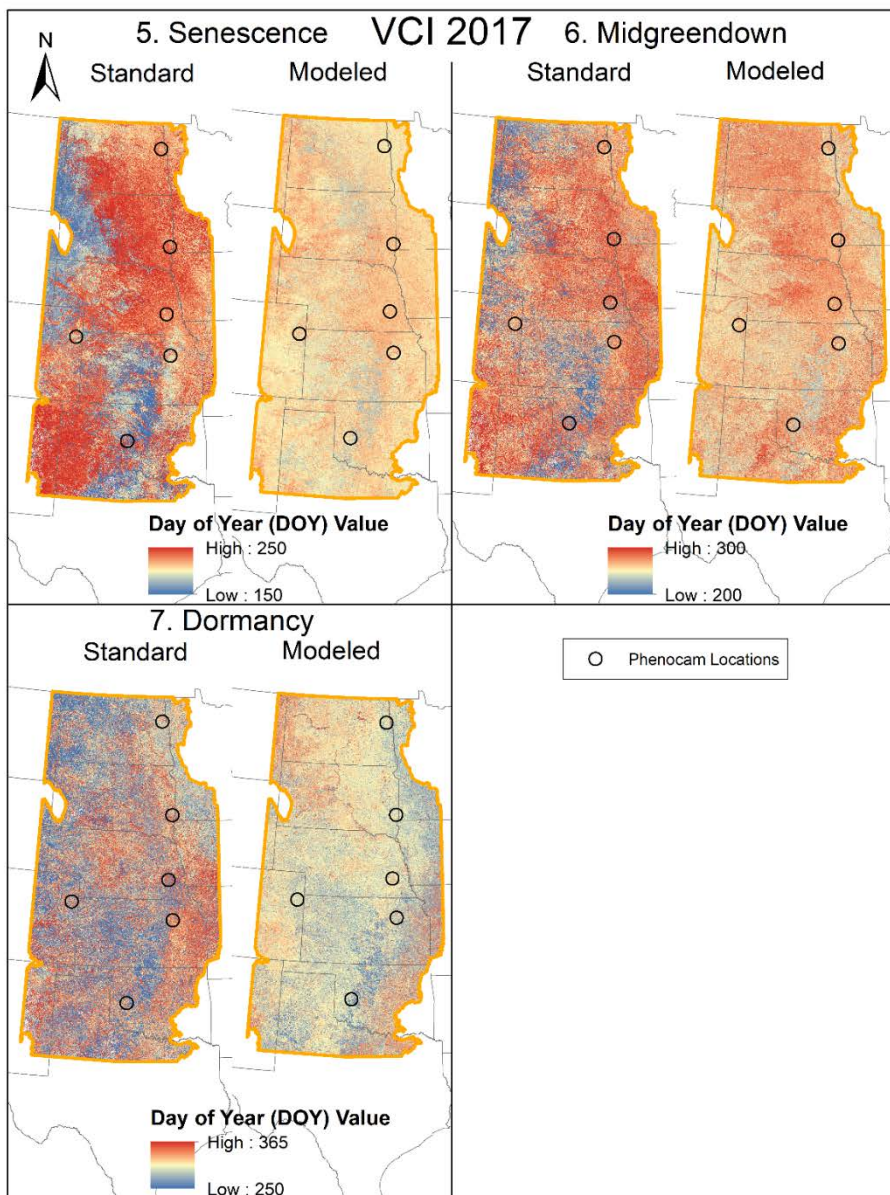 VCI 2017
N
5. Senescence
Standard Modeled
Day of Year (DOY) Value
High : 250
Low : 150
6. Midgreendown
Standard Modeled
Day of Year (DOY) Value
High : 300
Low : 200
7. Dormancy
Standard Modeled
Day of Year (DOY) Value
High : 365
Low : 250
Phenocam Locations